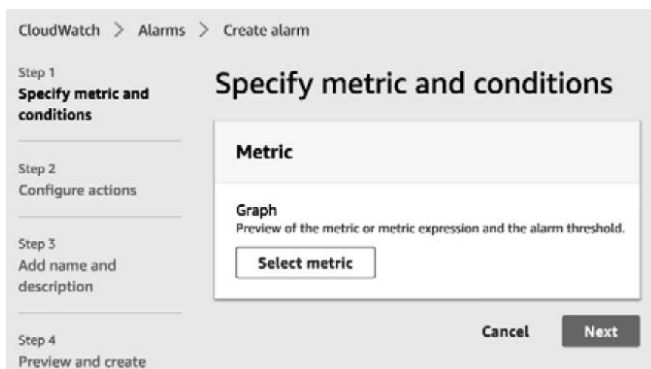 CloudWatch > Alarms > Create alarm
Step 1
Specify metric and
conditions
Step 2
Configure actions
Step 3
Add name and
description
Step 4
Preview and create
Specify metric and conditions
Metric
Graph
Preview of the metric or metric expression and the alarm threshold.
Select metric
Cancel
Next